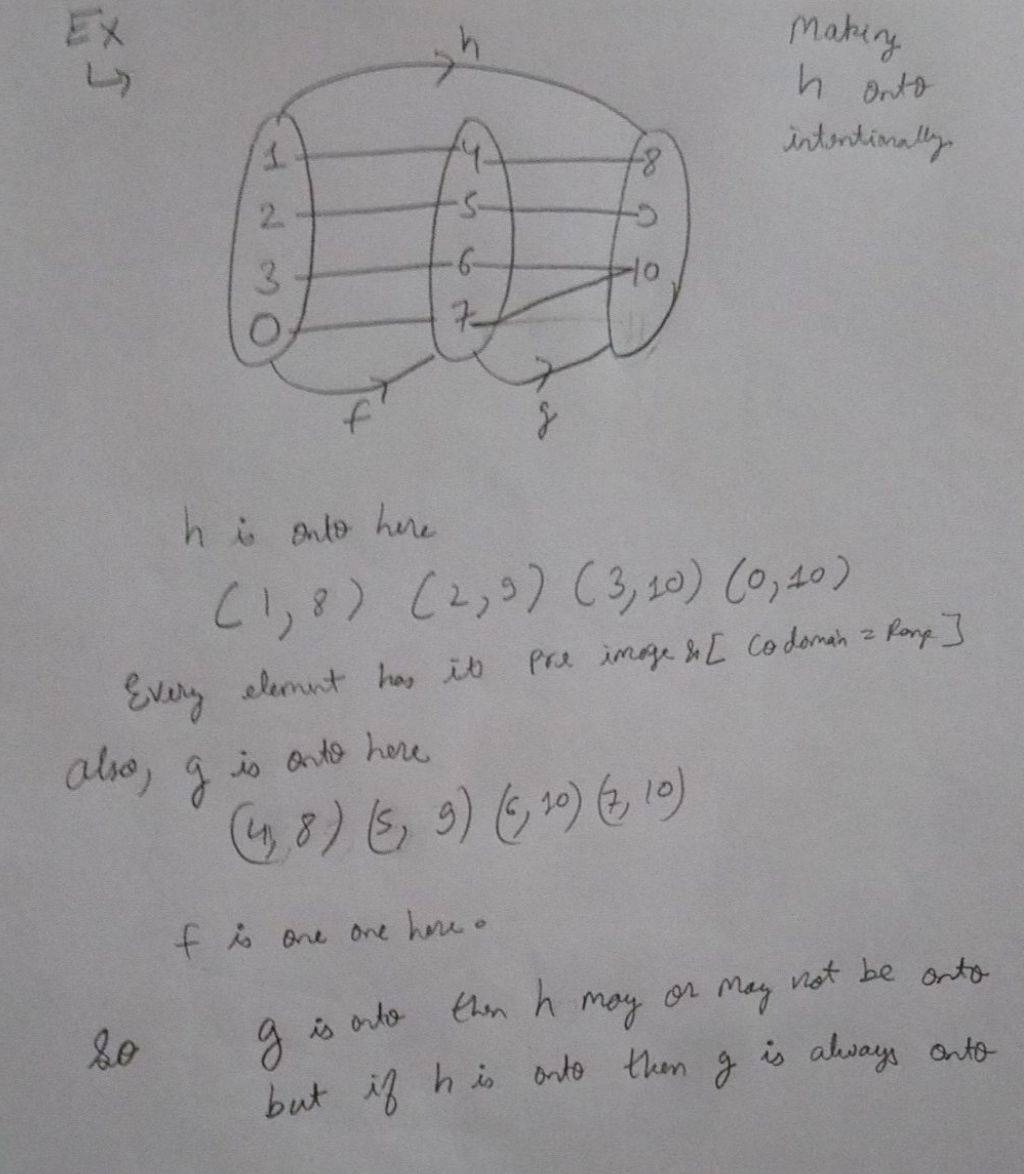 Ex
h
Making
h onto
intentionally
1 4 8
2 5 9
3 6 10
0 7
f g
h is onto here
(1, 8) (2, 9) (3, 10) (0, 10)
Every element has its pre image & [Codomain = Range]
also, g is onto here
(4, 8) (5, 9) (6, 10) (7, 10)
f is one one here.
So g is onto then h may or may not be onto
but if h is onto then g is always onto